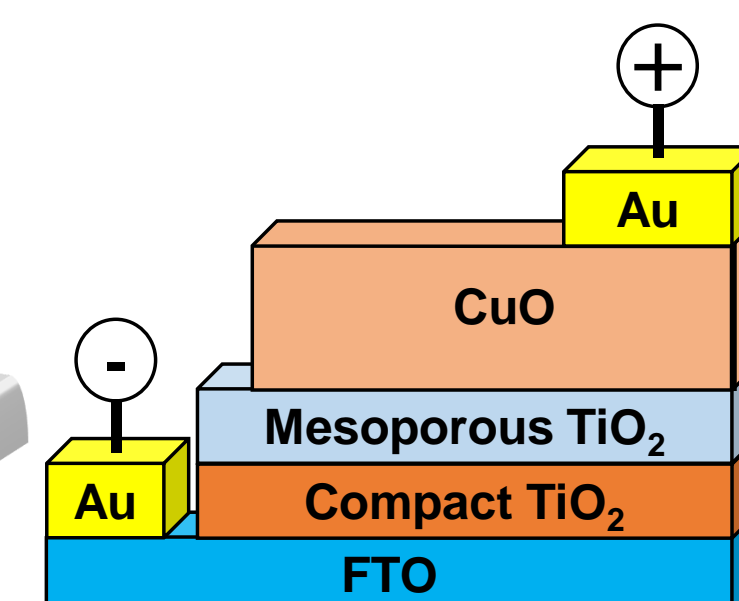 +
Au
CuO
-
Mesoporous TiO₂
Au
Compact TiO₂
FTO